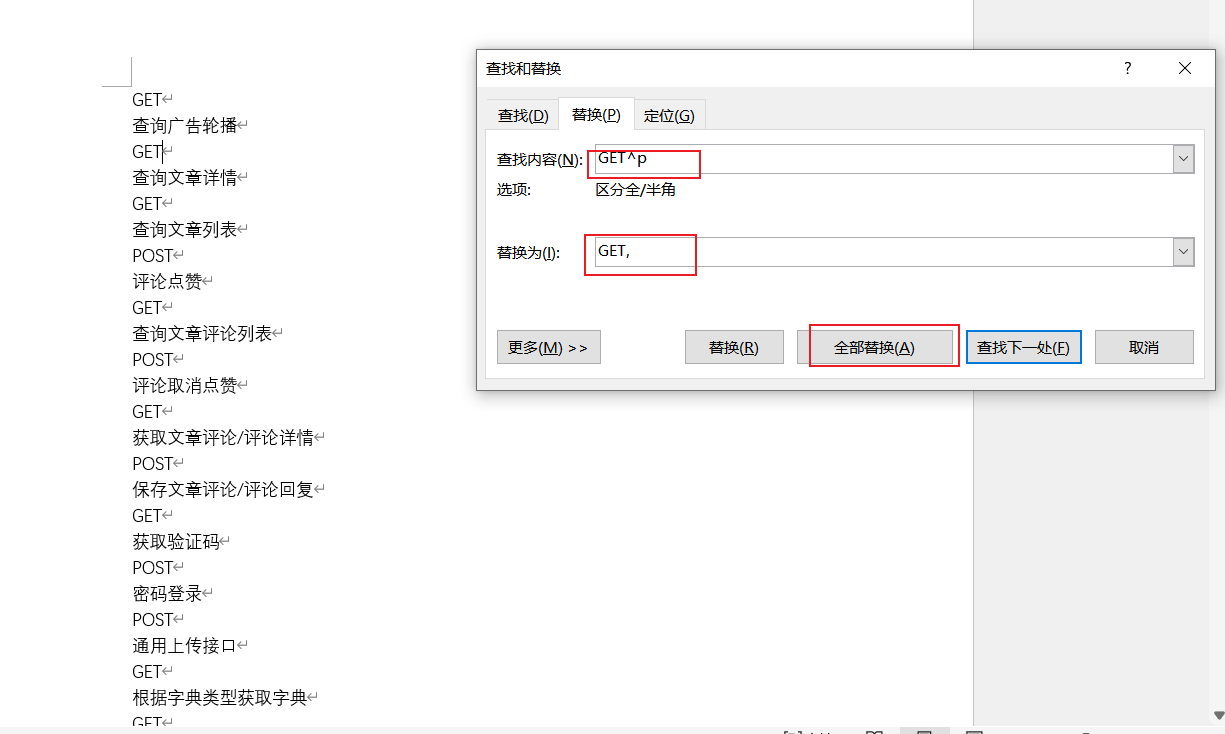 查找和替换
?
查找(D)
替换(P)
定位(G)
查找内容(N):
GET^p
选项:
区分全/半角
替换为(I):
GET,
更多(M) >>
替换(R)
全部替换(A)
查找下一处(F)
取消
GET↵
查询广告轮播↵
GET↵
查询文章详情↵
GET↵
查询文章列表↵
POST↵
评论点赞↵
GET↵
查询文章评论列表↵
POST↵
评论取消点赞↵
GET↵
获取文章评论/评论详情↵
POST↵
保存文章评论/评论回复↵
GET↵
获取验证码↵
POST↵
密码登录↵
POST↵
通用上传接口↵
GET↵
根据字典类型获取字典↵
GET↵